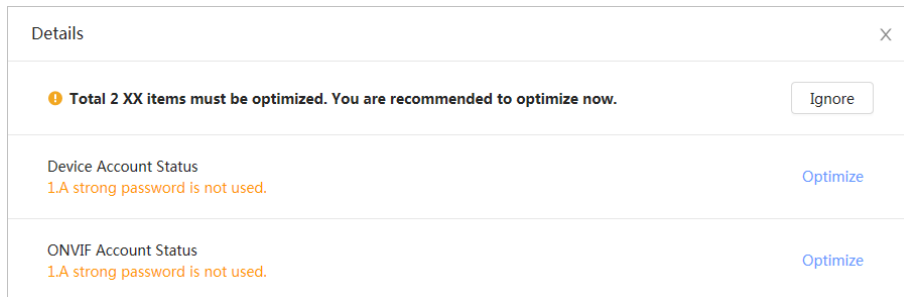 Details
Total 2 XX items must be optimized. You are recommended to optimize now.
Ignore
Device Account Status
1.A strong password is not used.
Optimize
ONVIF Account Status
1.A strong password is not used.
Optimize